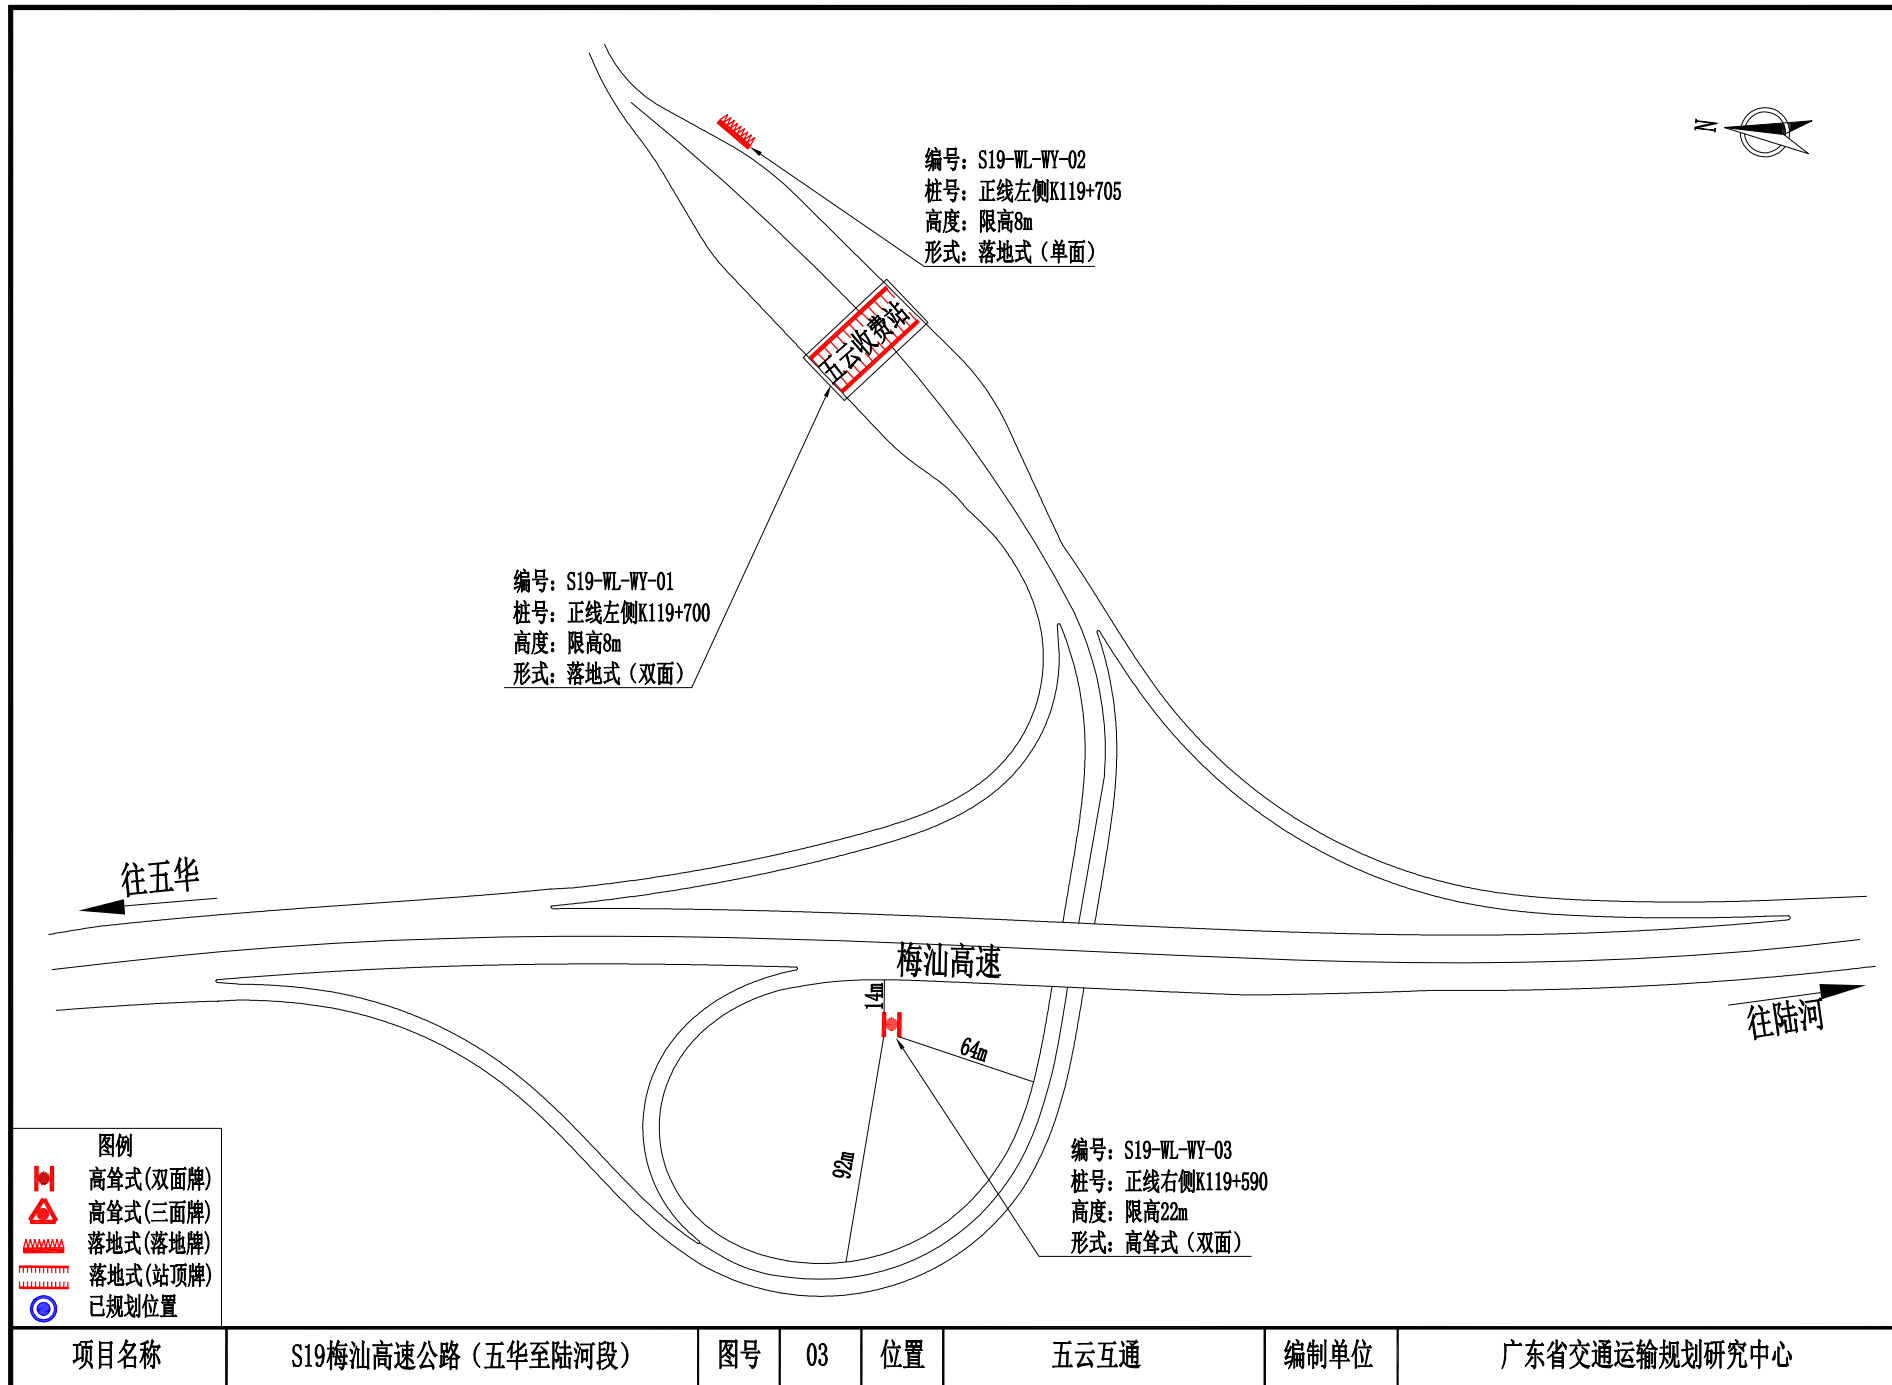 N
编号：S19-WL-WY-02
桩号：正线左侧K119+705
高度：限高8m
形式：落地式（单面）
五云收费站
编号：S19-WL-WY-01
桩号：正线左侧K119+700
高度：限高8m
形式：落地式（双面）
往五华
梅汕高速
14m
往陆河
64m
92m
编号：S19-WL-WY-03
桩号：正线右侧K119+590
高度：限高22m
形式：高耸式（双面）
图例
高耸式(双面牌)
高耸式(三面牌)
落地式(落地牌)
落地式(站顶牌)
已规划位置
项目名称 S19梅汕高速公路（五华至陆河段） 图号 03 位置 五云互通 编制单位 广东省交通运输规划研究中心